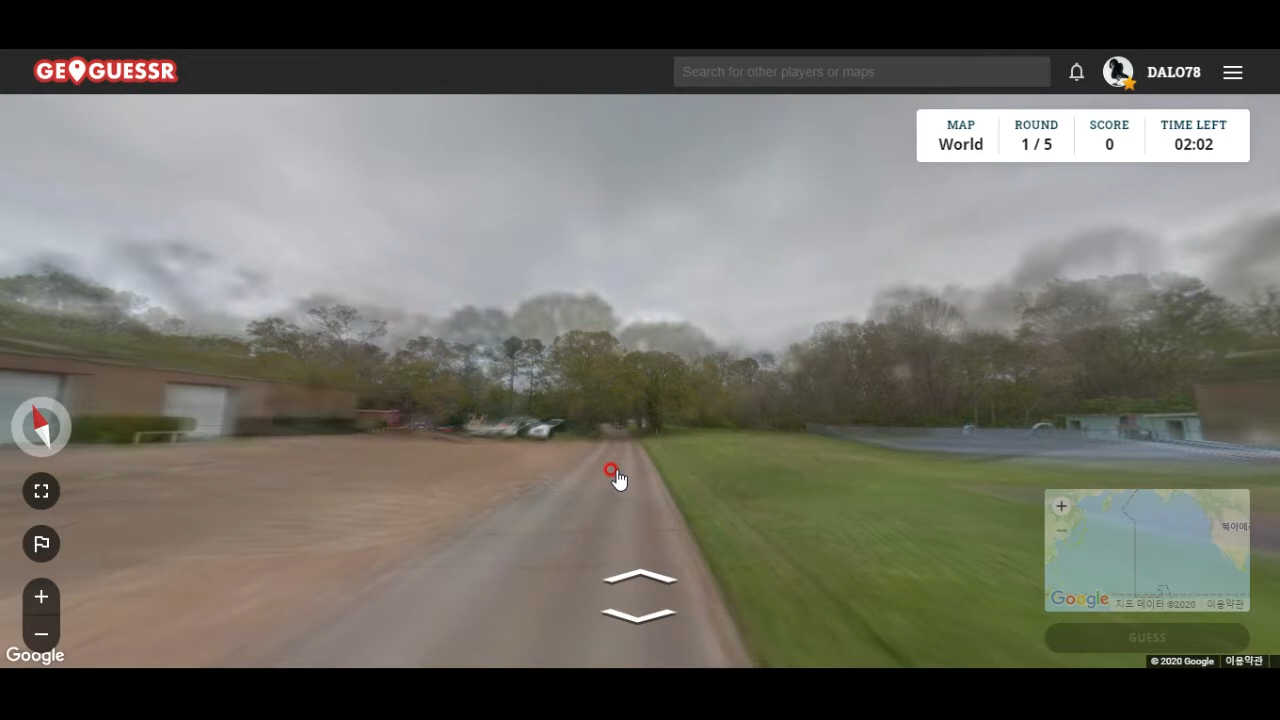 GEOGUESSR
Search for other players or maps
DALO78
MAP
World
ROUND
1 / 5
SCORE
0
TIME LEFT
02:02
Google
Google
지도 데이터 ©2020
이용약관
GUESS
© 2020 Google
이용약관